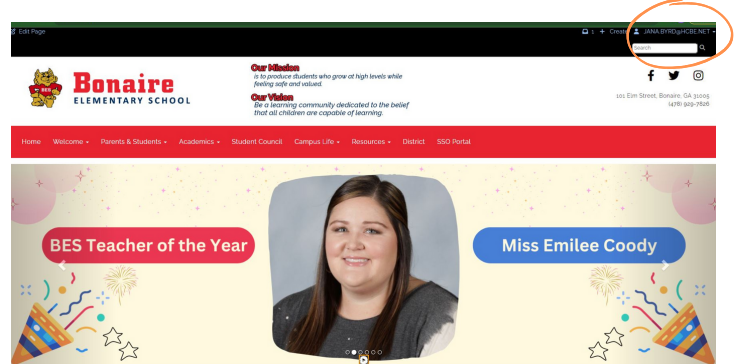 Edit Page
1 + Create JANA.BYRD@HCBE.NET
Search
BES
Bonaire
ELEMENTARY SCHOOL
Our Mission
is to produce students who grow at high levels while
feeling safe and valued.
Our Vision
Be a learning community dedicated to the belief
that all children are capable of learning.
101 Elm Street, Bonaire, GA 31005
(478) 929-7826
Home Welcome Parents & Students Academics Student Council Campus Life Resources District SSO Portal
BES Teacher of the Year
Miss Emilee Coody